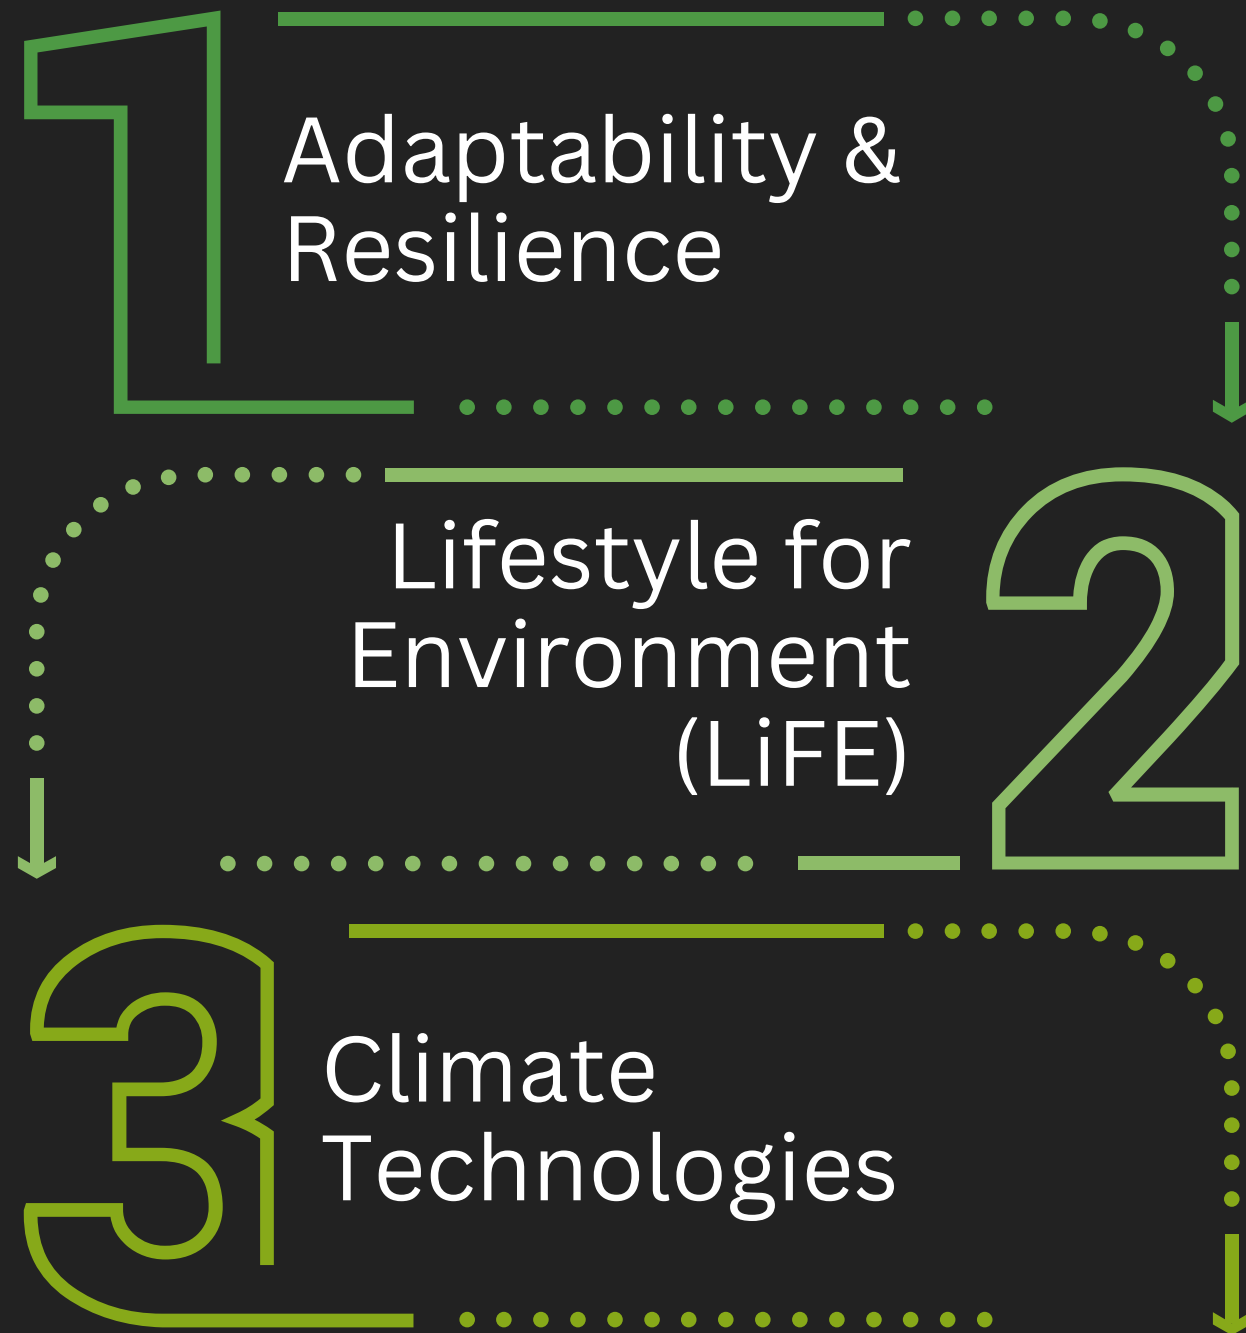 1
Adaptability &
Resilience
2
Lifestyle for
Environment
(LiFE)
3
Climate
Technologies